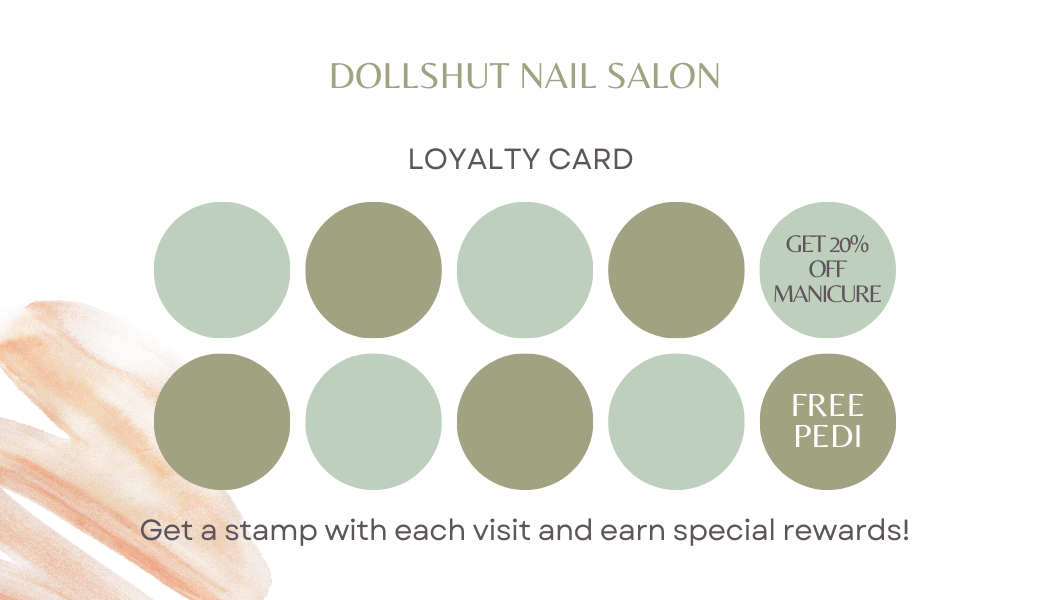 DOLLSHUT NAIL SALON
LOYALTY CARD
GET 20%
OFF
MANICURE
FREE
PEDI
Get a stamp with each visit and earn special rewards!